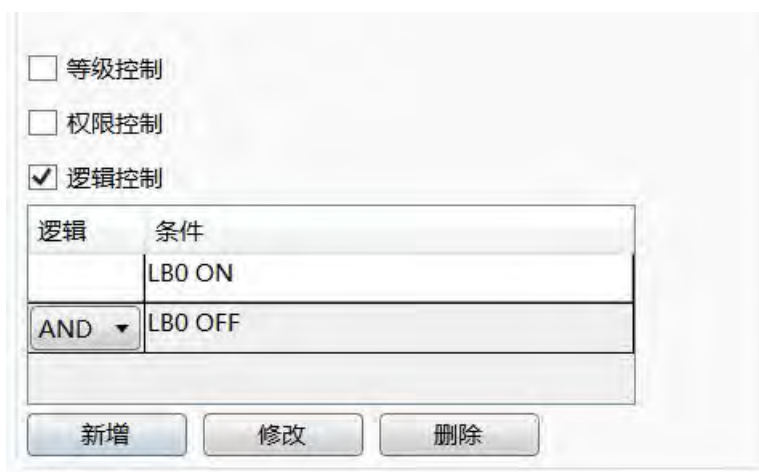 等级控制
权限控制
逻辑控制
逻辑 条件
LB0 ON
AND LB0 OFF
新增 修改 删除